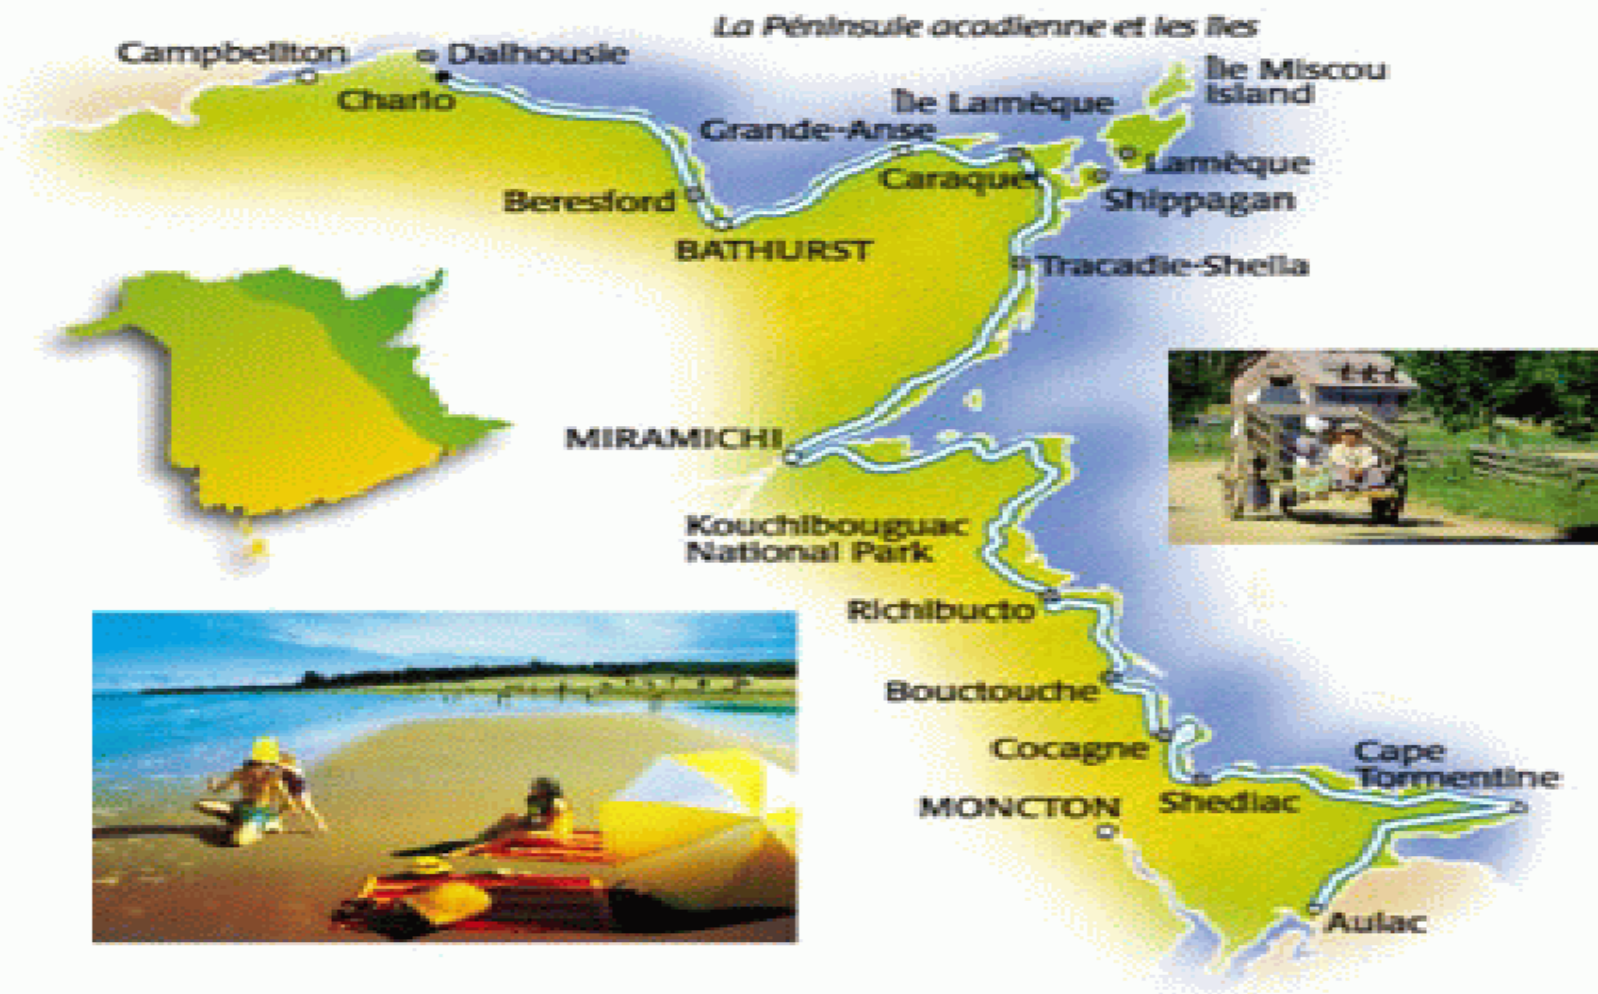 La Péninsule acadienne et les îles
Campbellton
Dalhousie
Charlo
Île Miscou
Island
Île Lamèque
Grande-Anse
Lamèque
Caraquet
Shippagan
Beresford
BATHURST
Tracadie-Sheila
MIRAMICHI
Kouchibouguac
National Park
Richibucto
Bouctouche
Cocagne
Cape
Tormentine
MONCTON
Shediac
Aulac